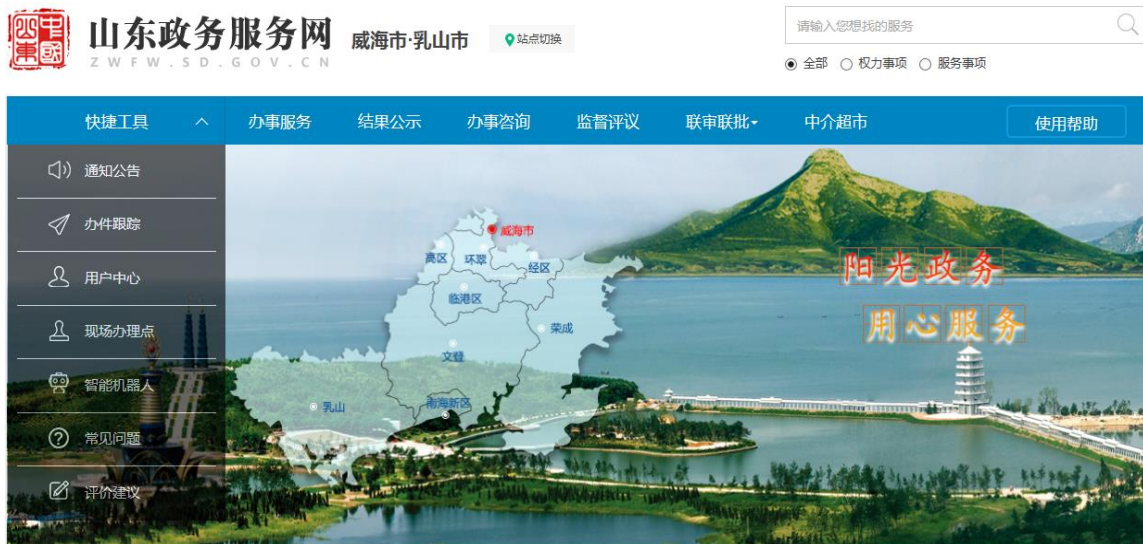 中国
山东
山东政务服务网
ZWFW.SD.GOV.CN
威海市·乳山市
站点切换
请输入您想找的服务
全部 权力事项 服务事项
快捷工具 办事服务 结果公示 办事咨询 监督评议 联审联批 中介超市 使用帮助
通知公告
办件跟踪
用户中心
现场办理点
智能机器人
常见问题
评价建议
威海市
高区 环翠 经区
临港区
荣成
文登
乳山 南海新区
阳光政务
用心服务